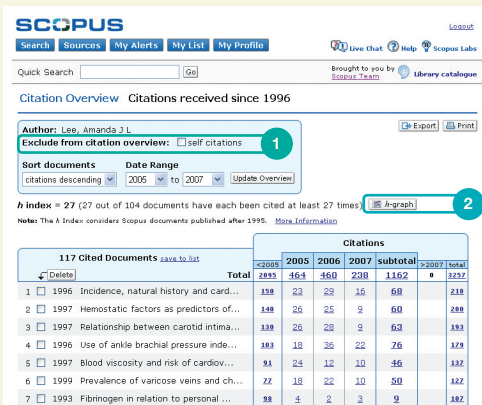 SCOPUS
Logout
Search Sources My Alerts My List My Profile
Live Chat Help Scopus Labs
Quick Search Go
Brought to you by
Scopus Team
Library catalogue
Citation Overview Citations received since 1996
Author: Lee, Amanda J L
Export Print
Exclude from citation overview: self citations
1
Sort documents Date Range
citations descending 2005 to 2007 Update Overview
h index = 27 (27 out of 104 documents have each been cited at least 27 times) h-graph
2
Note: The h Index considers Scopus documents published after 1995. More Information
Citations
117 Cited Documents save to list
<2005 2005 2006 2007 subtotal >2007 total
Delete Total 2095 464 460 238 1162 0 3257
1 1996 Incidence, natural history and card... 150 23 29 16 68 218
2 1997 Hemostatic factors as predictors of... 140 26 25 9 60 200
3 1997 Relationship between carotid intima... 130 26 28 9 63 193
4 1996 Use of ankle brachial pressure inde... 103 18 36 22 76 179
5 1997 Blood viscosity and risk of cardiov... 91 24 12 10 46 137
6 1999 Prevalence of varicose veins and ch... 77 18 22 10 50 127
7 1993 Fibrinogen in relation to personal ... 98 4 2 3 9 107